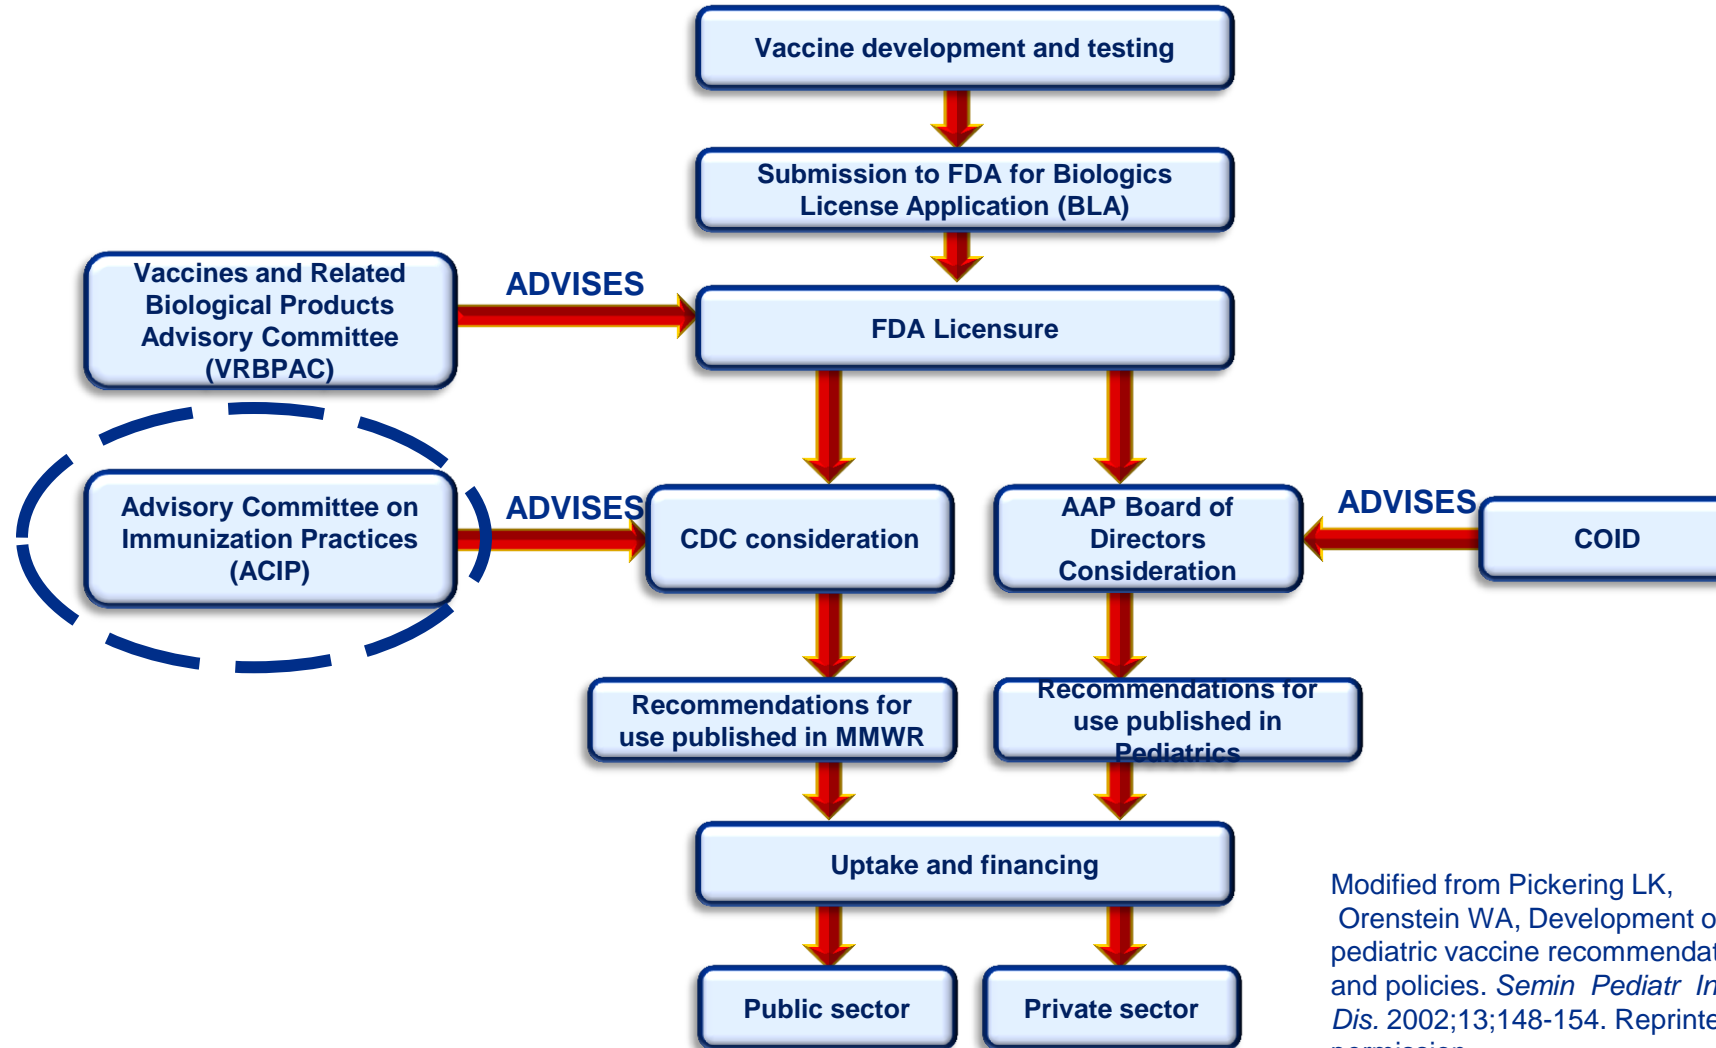 Vaccine development and testing
Submission to FDA for Biologics
License Application (BLA)
Vaccines and Related
Biological Products
Advisory Committee
(VRBPAC)
ADVISES
FDA Licensure
Advisory Committee on
Immunization Practices
(ACIP)
ADVISES
CDC consideration
AAP Board of
Directors
Consideration
ADVISES
COID
Recommendations for
use published in MMWR
Recommendations for
use published in
Pediatrics
Uptake and financing
Public sector
Private sector
Modified from Pickering LK,
Orenstein WA, Development o
pediatric vaccine recommendat
and policies. Semin Pediatr In
Dis. 2002;13;148-154. Reprinte
permission